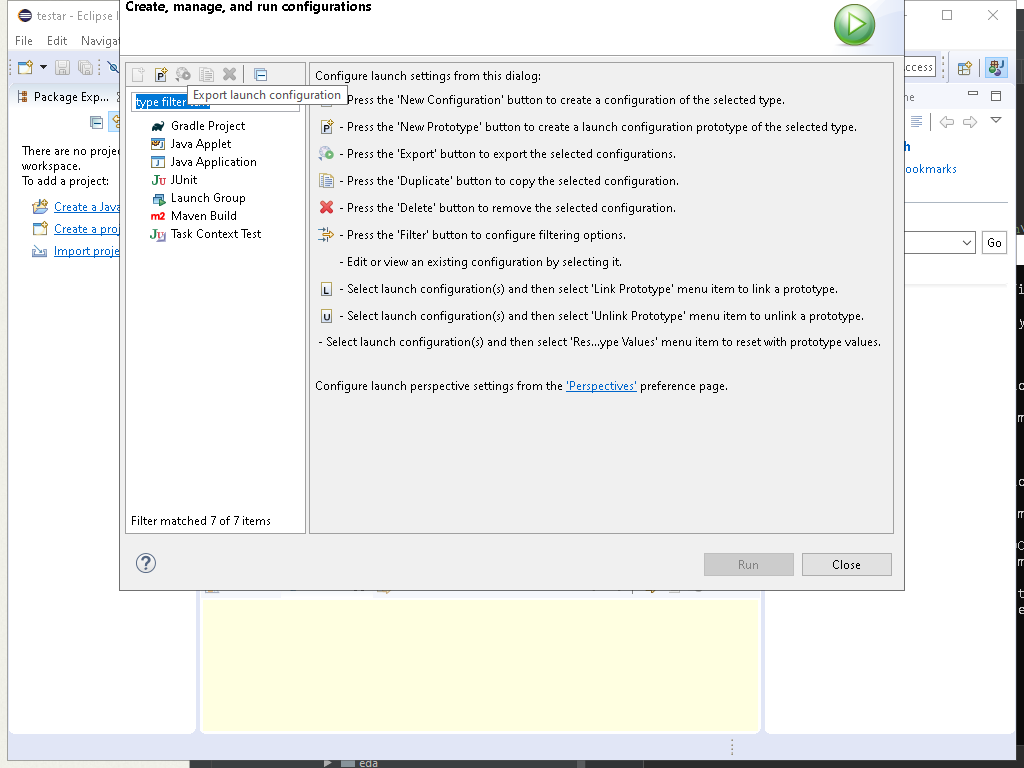 Create, manage, and run configurations
testar - Eclipse
File Edit
Export launch configuration
type filter
Gradle Project
Java Applet
Java Application
JUnit
Launch Group
Maven Build
Task Context Test
Filter matched 7 of 7 items
Configure launch settings from this dialog:
Press the 'New Configuration' button to create a configuration of the selected type.
- Press the 'New Prototype' button to create a launch configuration prototype of the selected type.
- Press the 'Export' button to export the selected configurations.
- Press the 'Duplicate' button to copy the selected configuration.
- Press the 'Delete' button to remove the selected configuration.
- Press the 'Filter' button to configure filtering options.
- Edit or view an existing configuration by selecting it.
L - Select launch configuration(s) and then select 'Link Prototype' menu item to link a prototype.
U - Select launch configuration(s) and then select 'Unlink Prototype' menu item to unlink a prototype.
- Select launch configuration(s) and then select 'Res...ype Values' menu item to reset with prototype values.
Configure launch perspective settings from the 'Perspectives' preference page.
Run
Close
Package Exp...
There are no
workspace.
To add a project:
Create a Java
Create a
Import
Go
eda